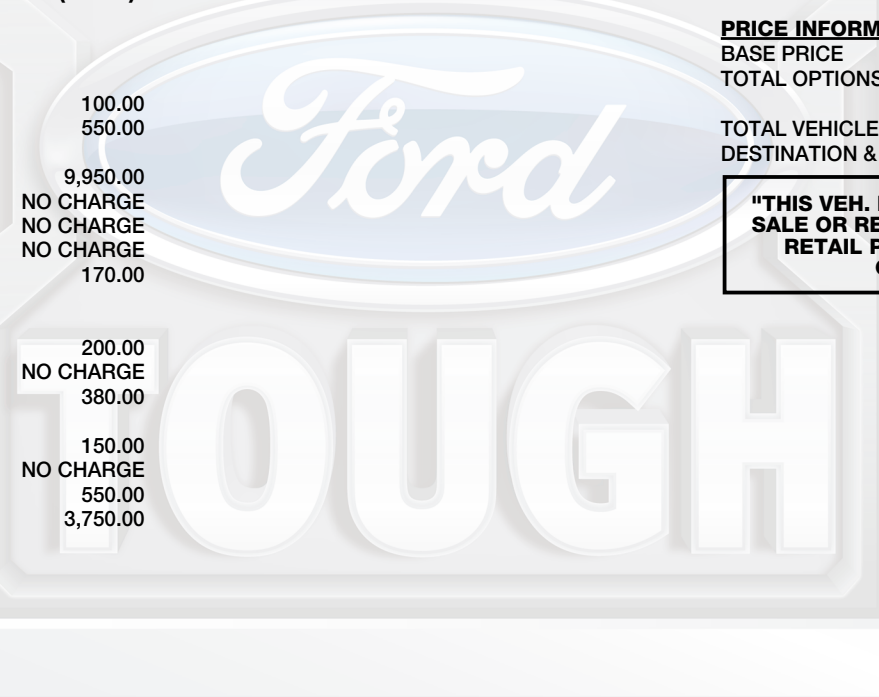 100.00
550.00
9,950.00
NO CHARGE
NO CHARGE
NO CHARGE
170.00
200.00
NO CHARGE
380.00
150.00
NO CHARGE
550.00
3,750.00
PRICE INFORM
BASE PRICE
TOTAL OPTIONS
TOTAL VEHICLE
DESTINATION &
"THIS VEH.
SALE OR RE
RETAIL P
Ford
TOUGH